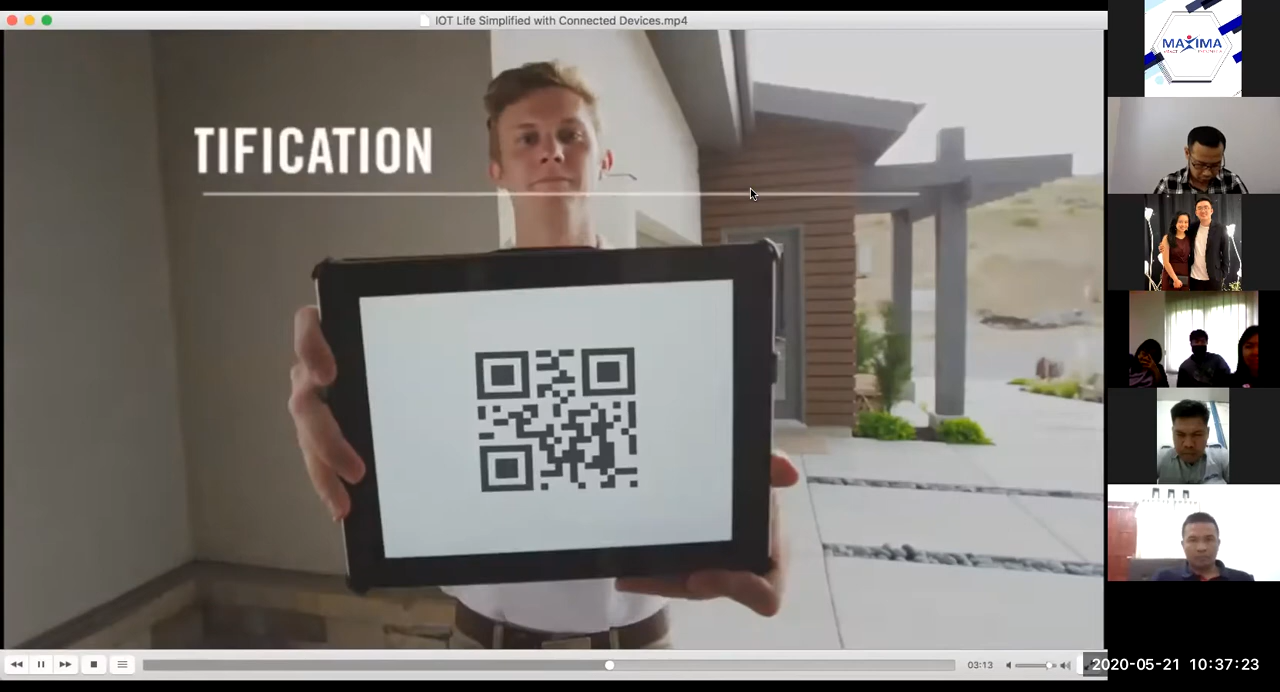 IOT Life Simplified with Connected Devices.mp4
MAXIMA
TIFICATION
03:13
2020-05-21 10:37:23